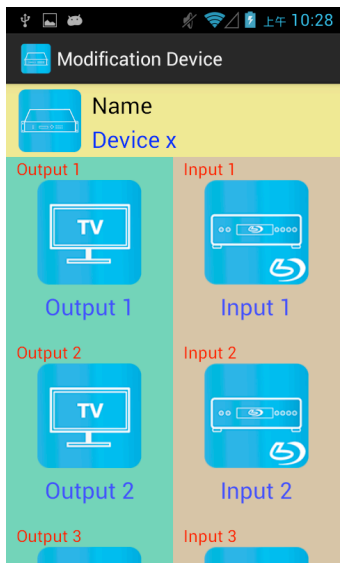 上午 10:28
Modification Device
Name
Device x
Output 1
Input 1
TV
Output 1
Input 1
Output 2
Input 2
TV
Output 2
Input 2
Output 3
Input 3